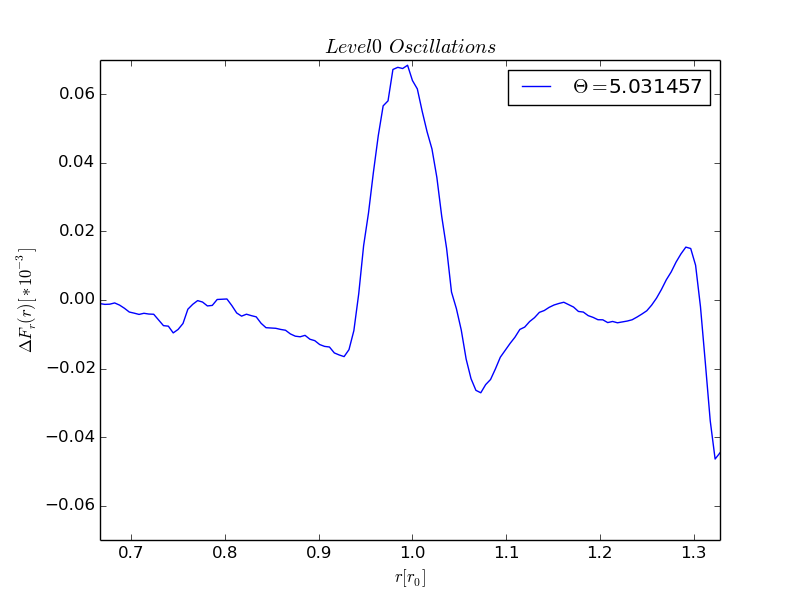 Level0 Oscillations
Θ = 5.031457
0.06
0.04
0.02
0.00
−0.02
−0.04
−0.06
ΔF_r(r)[∗10^{−3}]
0.7 0.8 0.9 1.0 1.1 1.2 1.3
r[r_0]